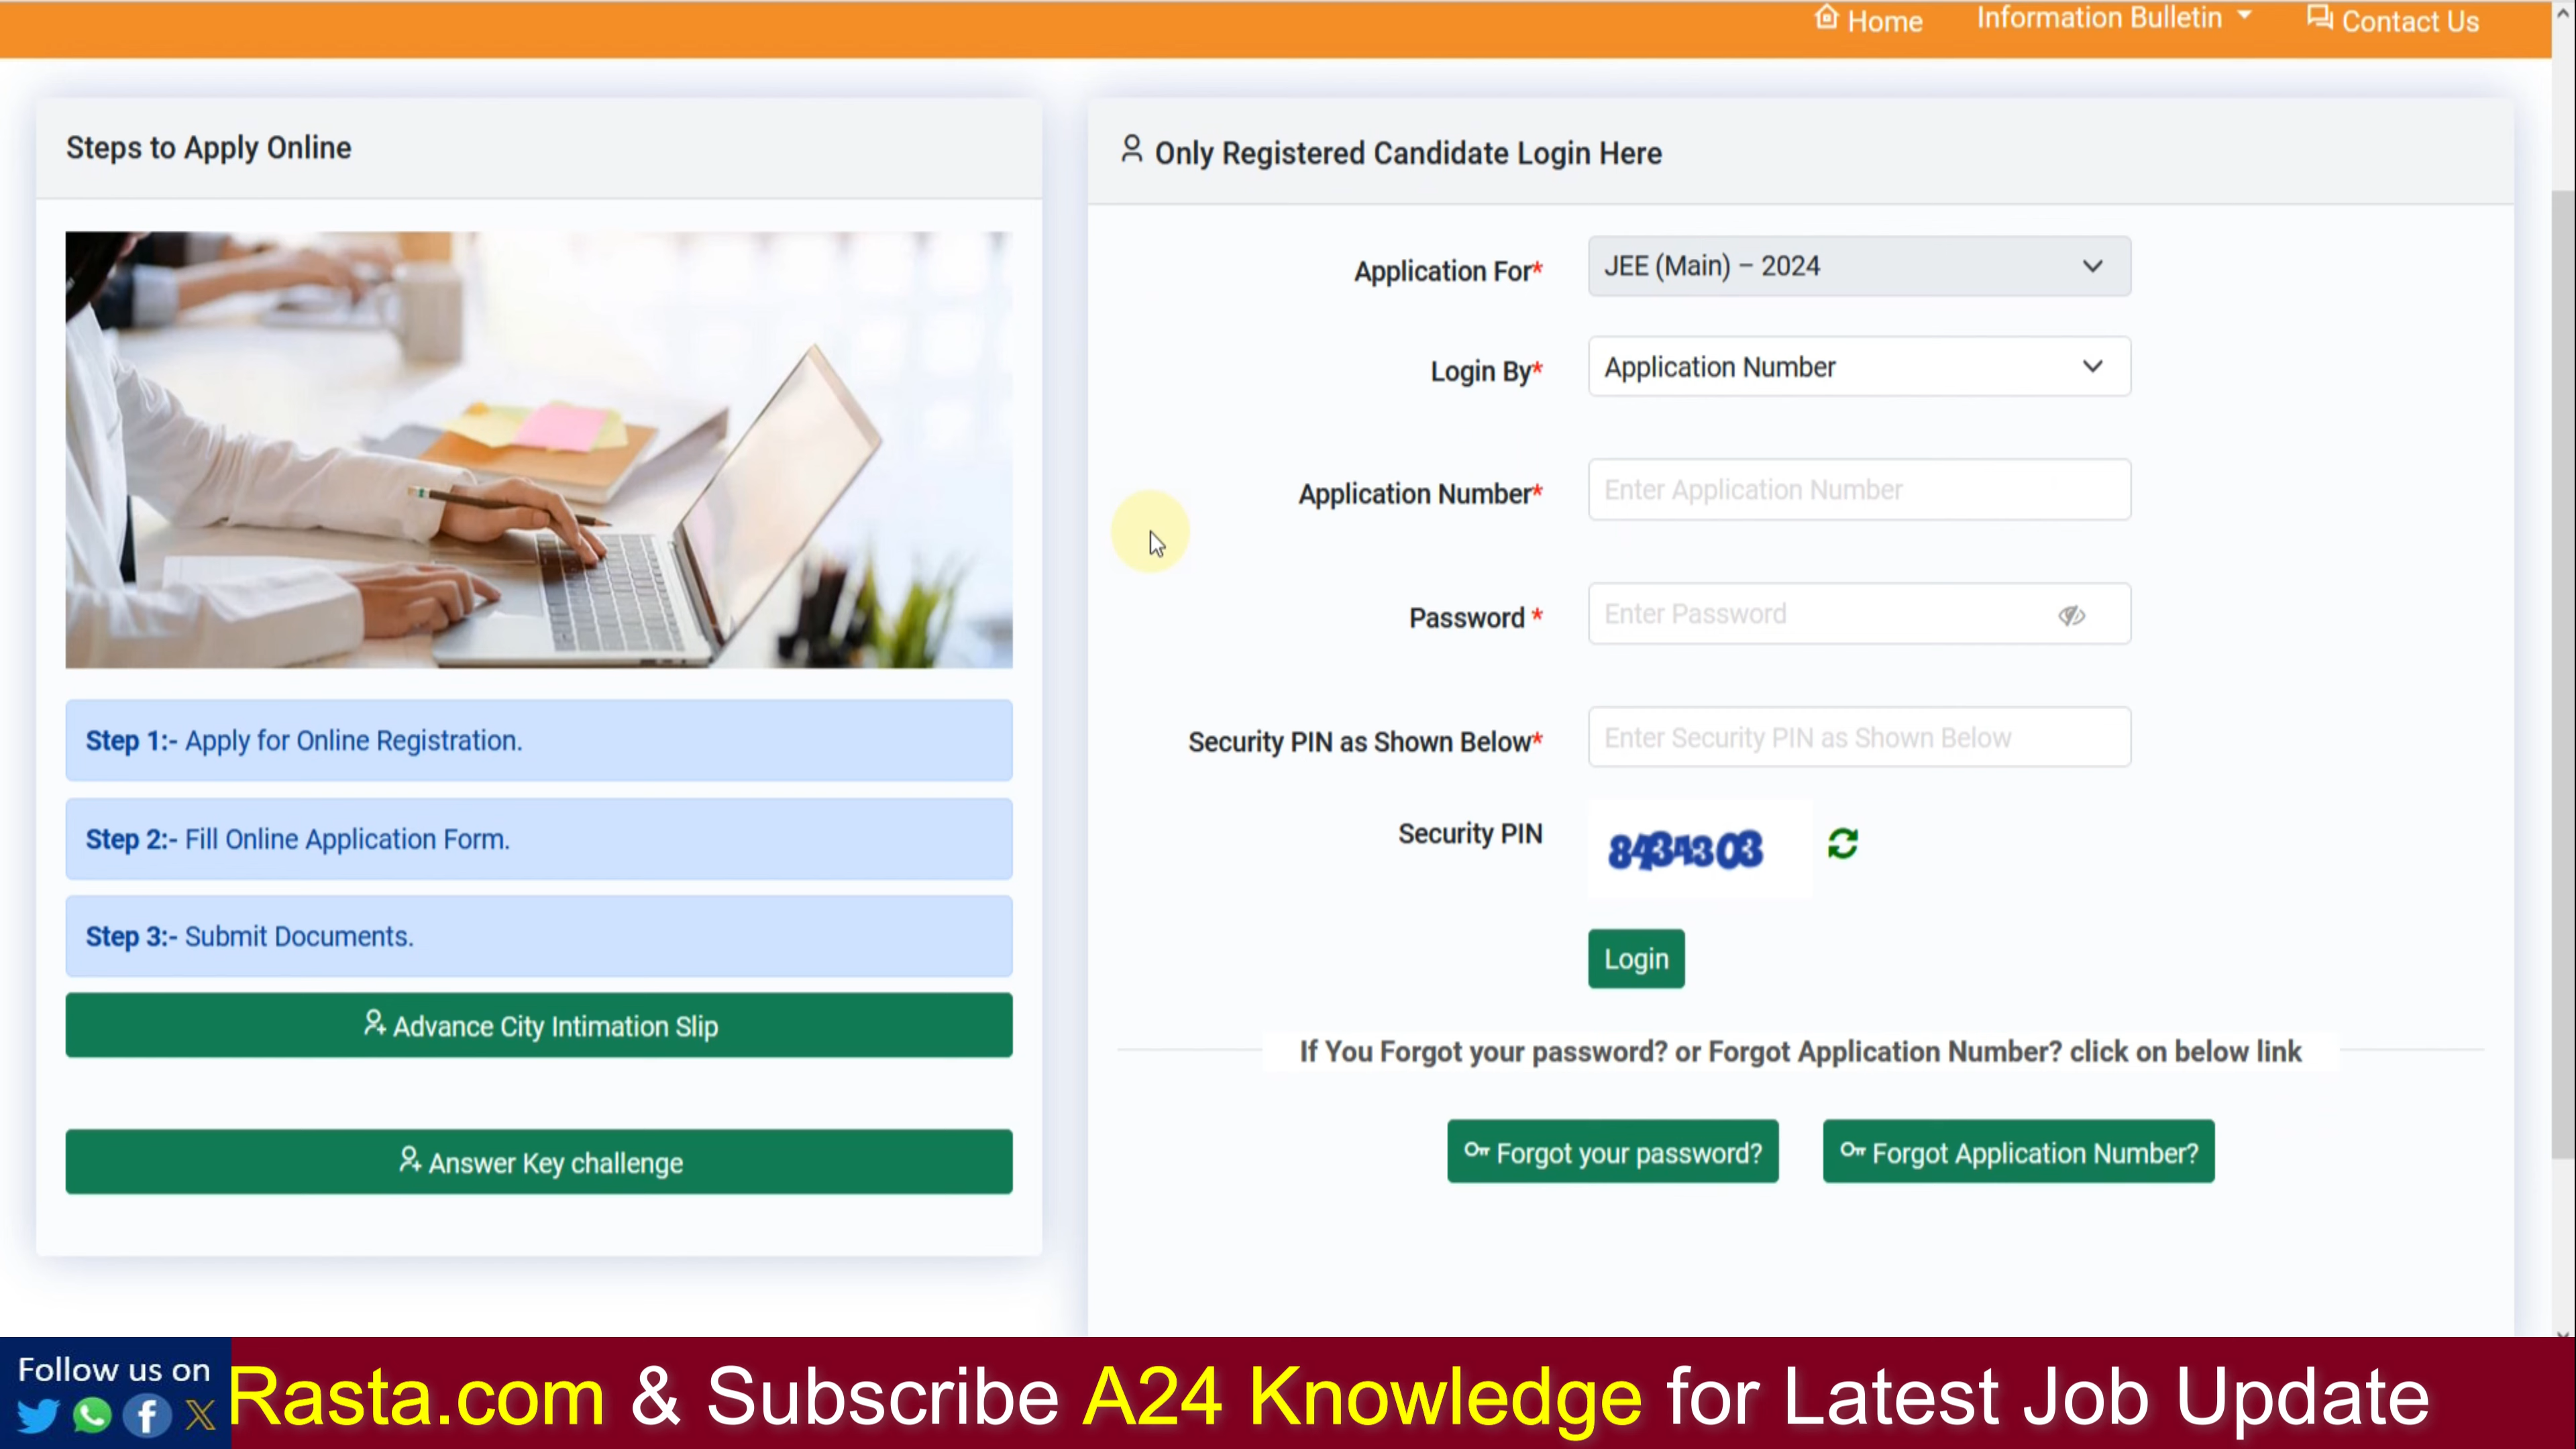 Home
Information Bulletin
Contact Us
Steps to Apply Online
Step 1:- Apply for Online Registration.
Step 2:- Fill Online Application Form.
Step 3:- Submit Documents.
Advance City Intimation Slip
Answer Key challenge
Only Registered Candidate Login Here
Application For*
JEE (Main) – 2024
Login By*
Application Number
Application Number*
Enter Application Number
Password *
Enter Password
Security PIN as Shown Below*
Enter Security PIN as Shown Below
Security PIN
Login
If You Forgot your password? or Forgot Application Number? click on below link
Forgot your password?
Forgot Application Number?
Follow us on
Rasta.com & Subscribe A24 Knowledge for Latest Job Update